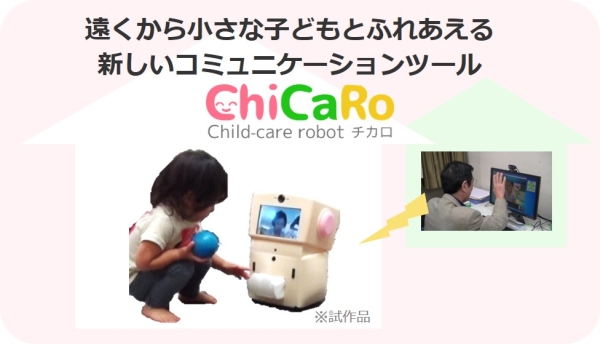 遠くから小さな子どもとふれあえる
新しいコミュニケーションツール
ChiCaRo
Child-care robot チカロ
※試作品